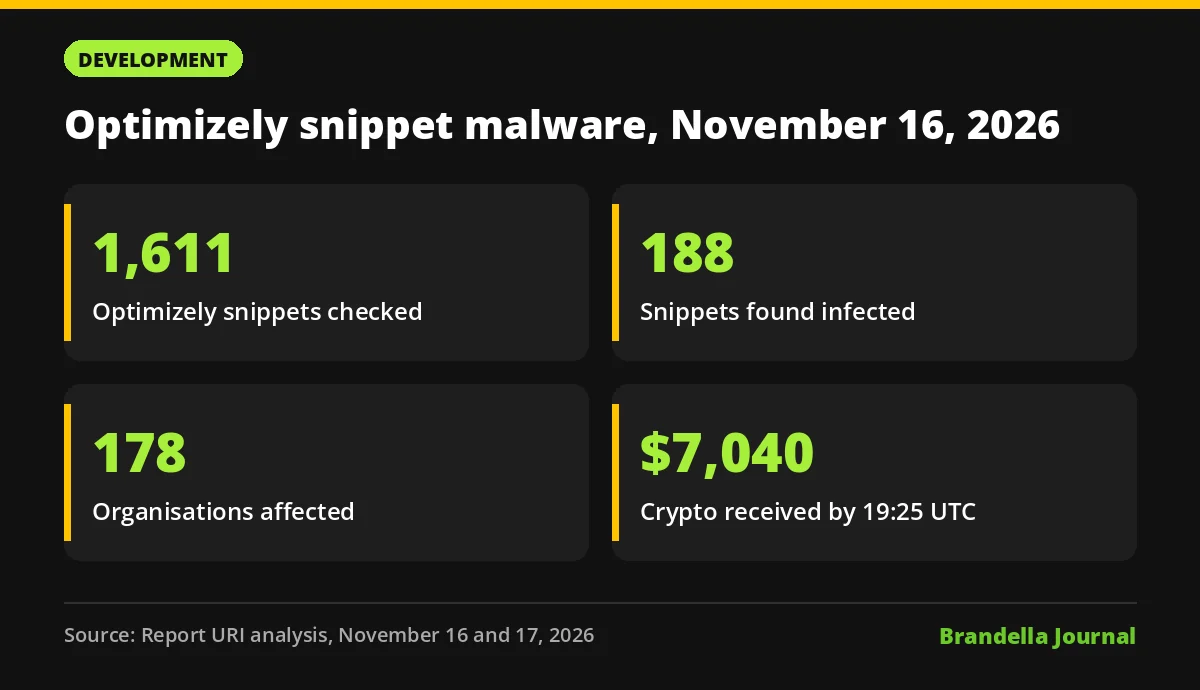 DEVELOPMENT
Optimizely snippet malware, November 16, 2026
1,611
Optimizely snippets checked
188
Snippets found infected
178
Organisations affected
$7,040
Crypto received by 19:25 UTC
Source: Report URI analysis, November 16 and 17, 2026
Brandella Journal